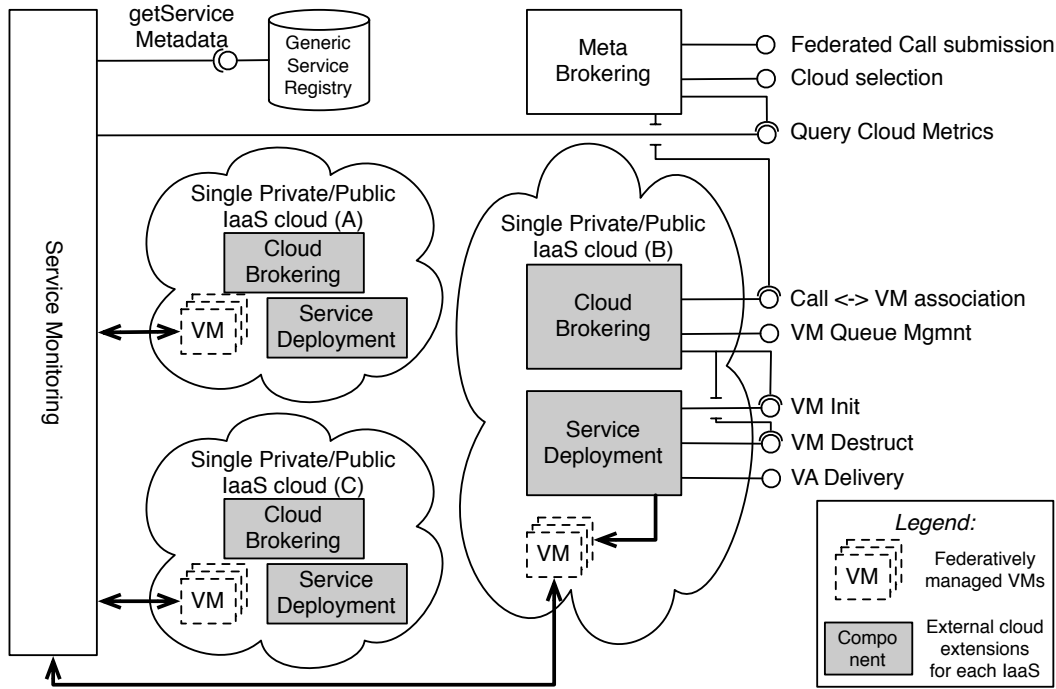 getService
Metadata
Generic
Service
Registry
Meta
Brokering
Federated Call submission
Cloud selection
Query Cloud Metrics
Service Monitoring
Single Private/Public
IaaS cloud (A)
Cloud
Brokering
Service
Deployment
VM
Single Private/Public
IaaS cloud (B)
Cloud
Brokering
Call <-> VM association
VM Queue Mgmnt
Service
Deployment
VM Init
VM Destruct
VA Delivery
VM
Single Private/Public
IaaS cloud (C)
Cloud
Brokering
Service
Deployment
VM
Legend:
VM
Federatively
managed VMs
Compo
nent
External cloud
extensions
for each IaaS